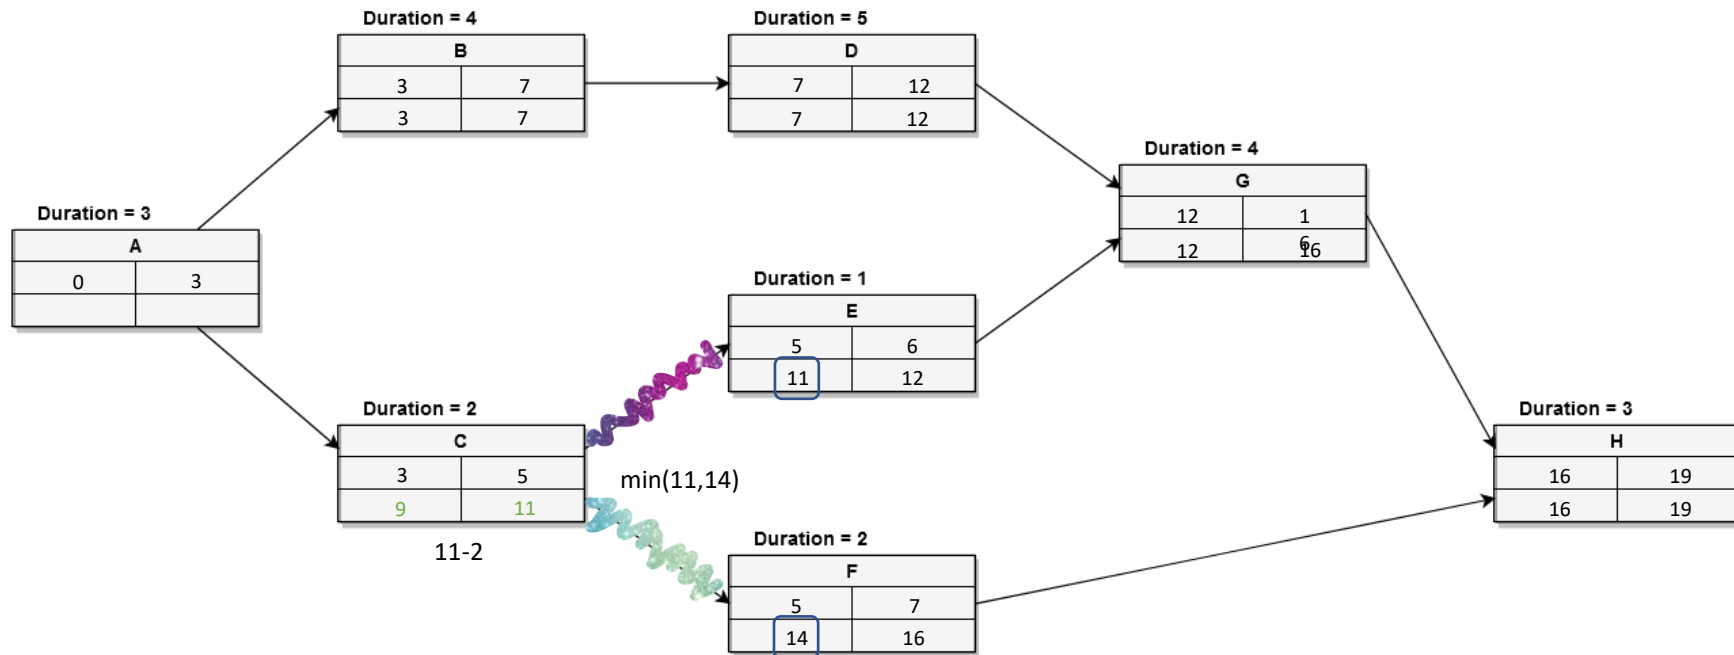 Duration = 4
B
3 7
3 7
Duration = 5
D
7 12
7 12
Duration = 4
G
12 1
6
12 16
Duration = 3
A
0 3
Duration = 1
E
5 6
11 12
Duration = 2
C
3 5
9 11
11-2
min(11,14)
Duration = 2
F
5 7
14 16
Duration = 3
H
16 19
16 19